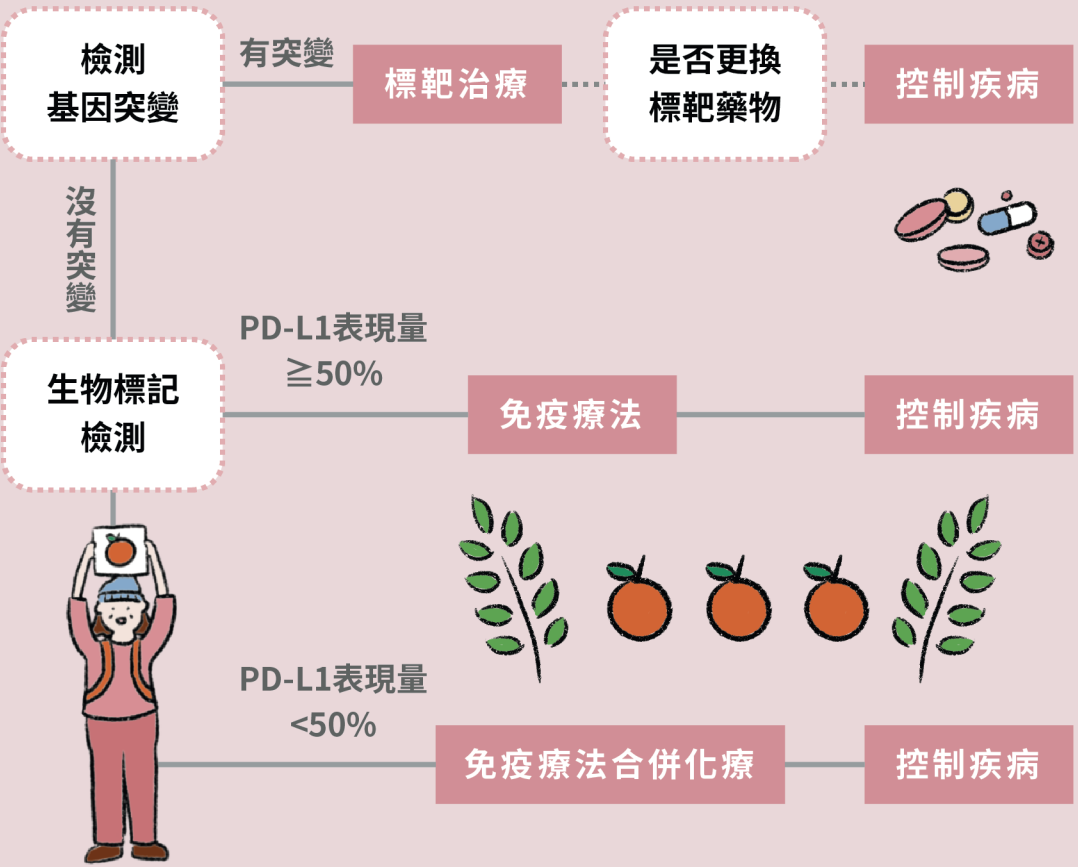 檢測
基因突變
有突變
標靶治療
是否更換
標靶藥物
控制疾病
沒有突變
生物標記
檢測
PD-L1表現量
≧50%
免疫療法
控制疾病
PD-L1表現量
<50%
免疫療法合併化療
控制疾病